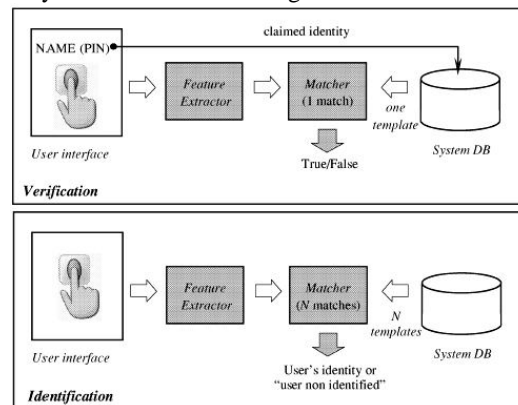 claimed identity
NAME (PIN)
Feature
Extractor
Matcher
(1 match)
one
template
System DB
User interface
True/False
Verification
Feature
Extractor
Matcher
(N matches)
N
templates
System DB
User interface
User's identity or
"user non identified"
Identification